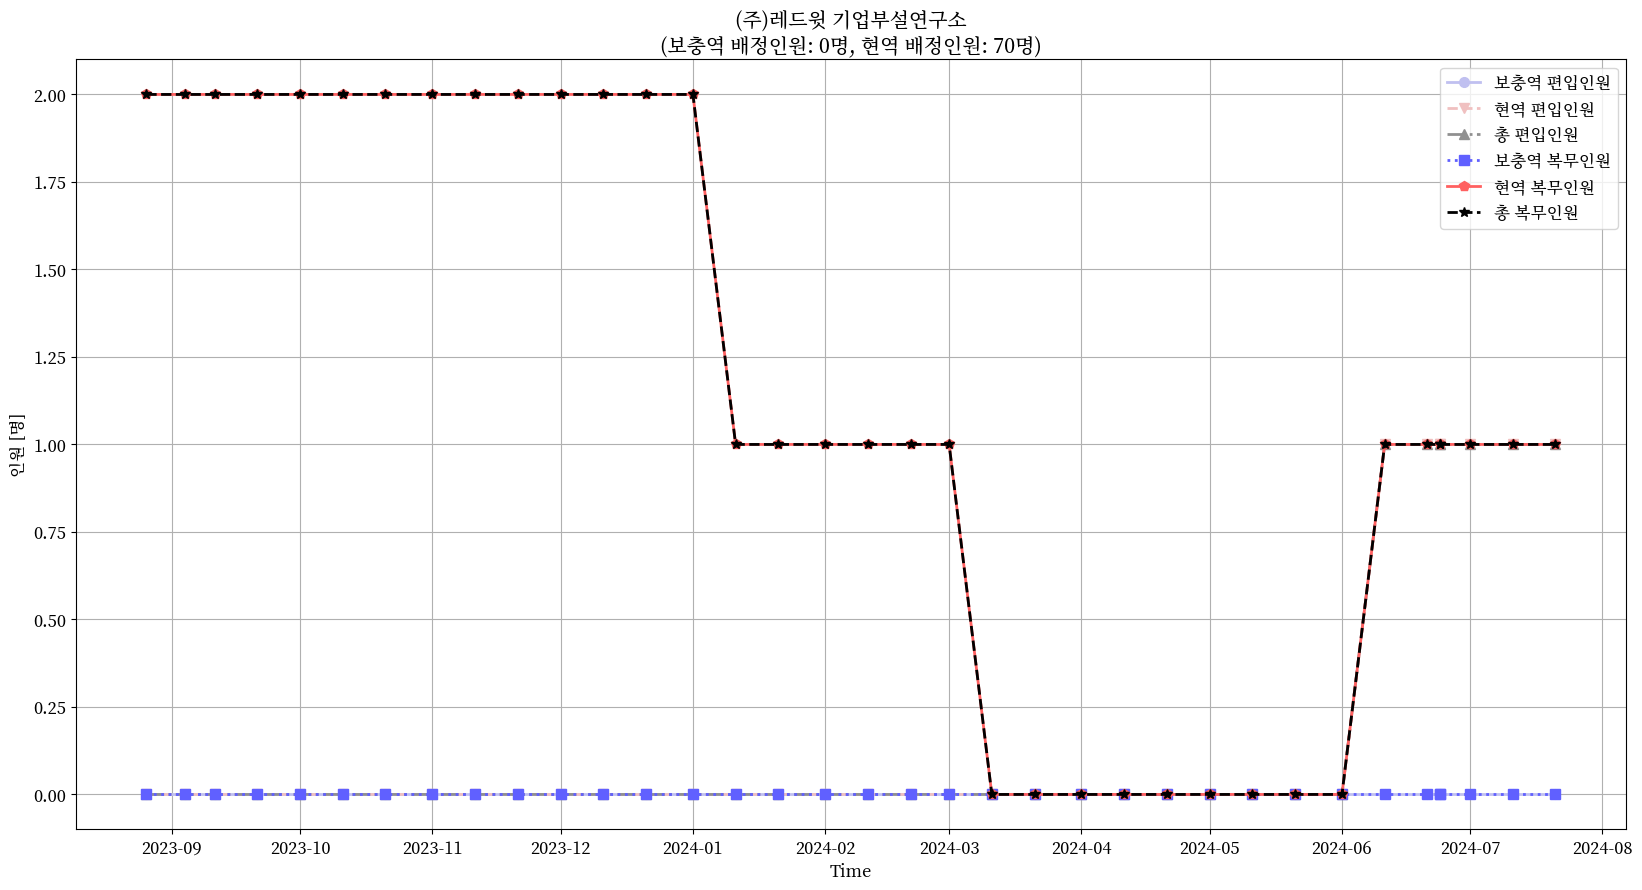 (주)레드윗 기업부설연구소
(보충역 배정인원: 0명, 현역 배정인원: 70명)
보충역 편입인원
현역 편입인원
총 편입인원
보충역 복무인원
현역 복무인원
총 복무인원
2.00
1.75
1.50
1.25
1.00
0.75
0.50
0.25
0.00
인원 [명]
2023-09 2023-10 2023-11 2023-12 2024-01 2024-02 2024-03 2024-04 2024-05 2024-06 2024-07 2024-08
Time